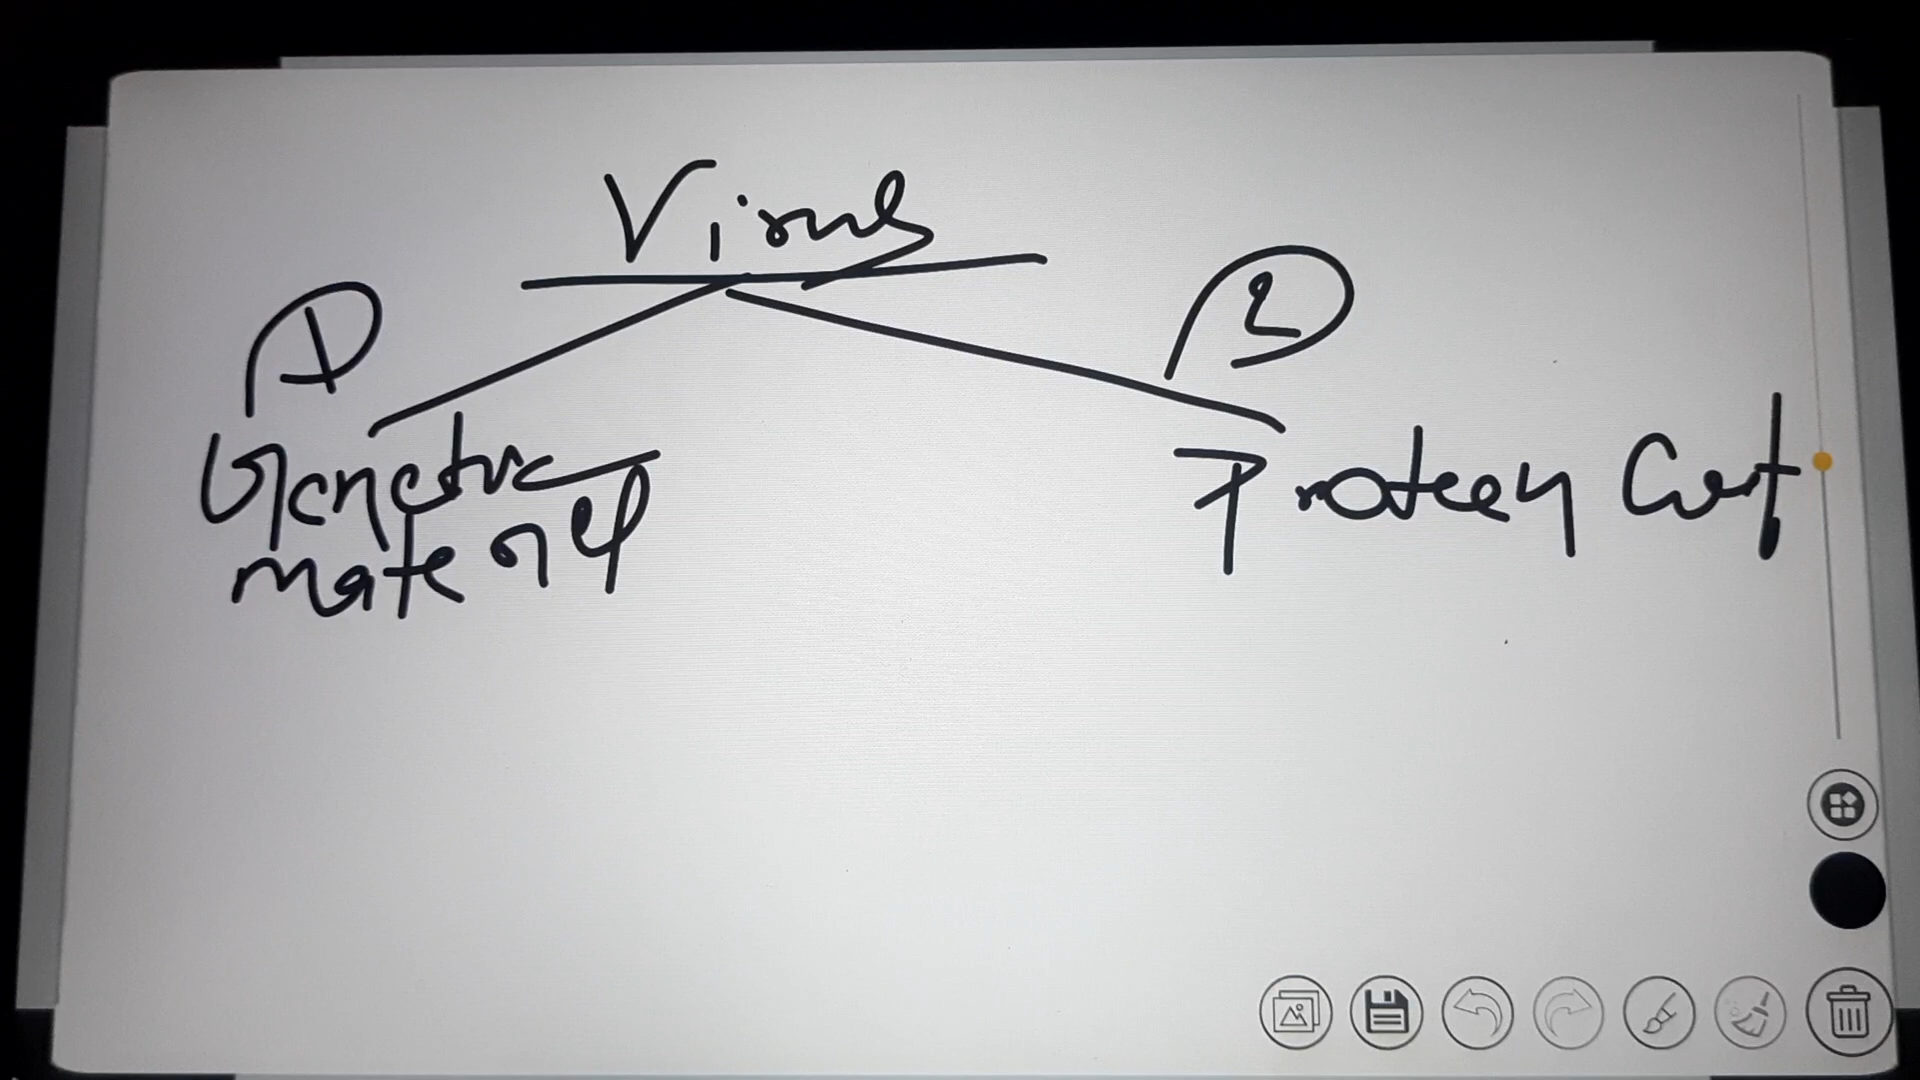 Virus
1
2
Genetic
material
Protein Coat